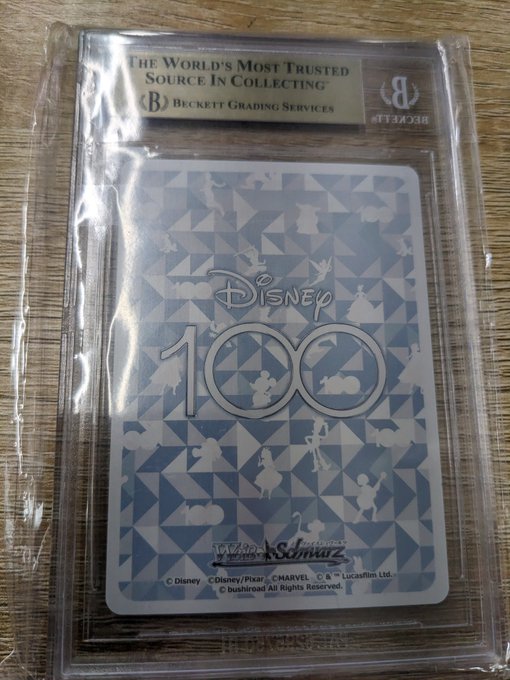 THE WORLD'S MOST TRUSTED
SOURCE IN COLLECTING™
B BECKETT GRADING SERVICES
B
BECKETT®
Disney
100
Weiß Schwarz
©Disney ©Disney/Pixar ©MARVEL © & ™ Lucasfilm Ltd.
© bushiroad All Rights Reserved.